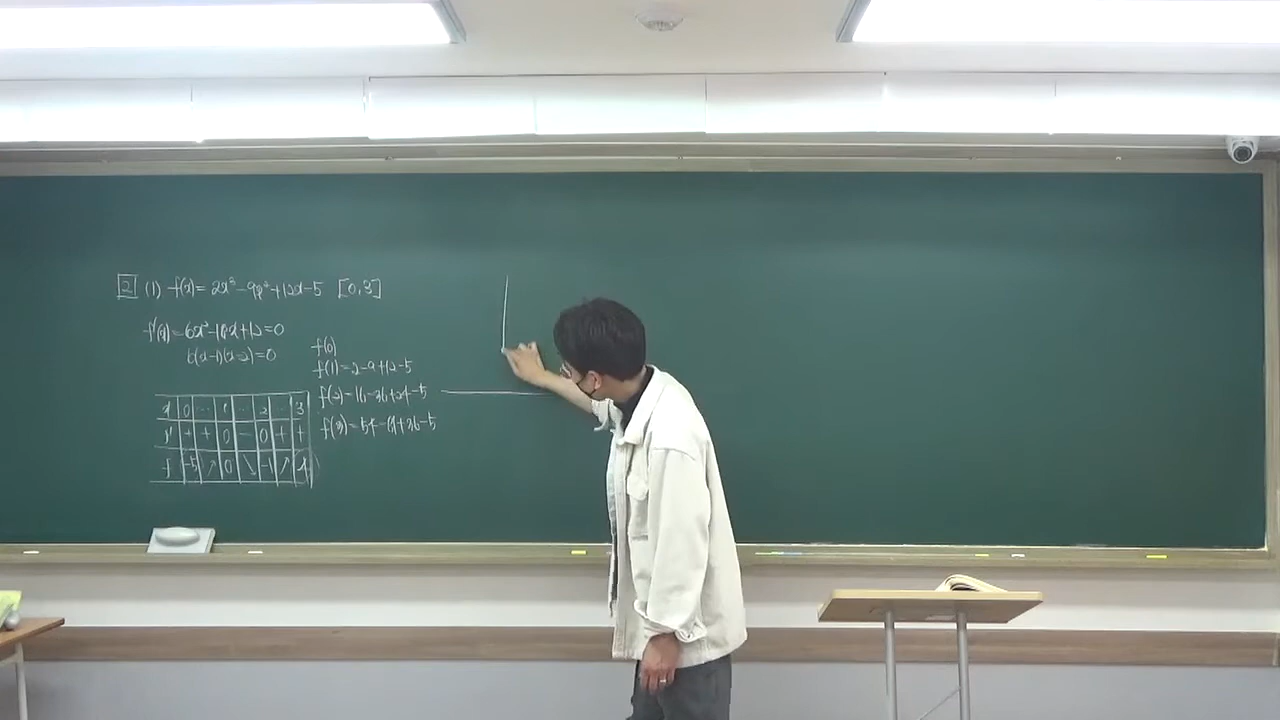 2 (1) f(x) = 2x³-9x²+12x-5 [0,3]
f'(x)=6x²-18x+12=0
6(x-1)(x-2)=0
f(0)
f(1)=2-9+12-5
f(2)=16-36+24-5
f(3)=54-81+36-5
x 0 … 1 … 2 … 3
f' + + 0 - 0 + +
f -5 ↗ 0 ↘ -1 ↗ 4